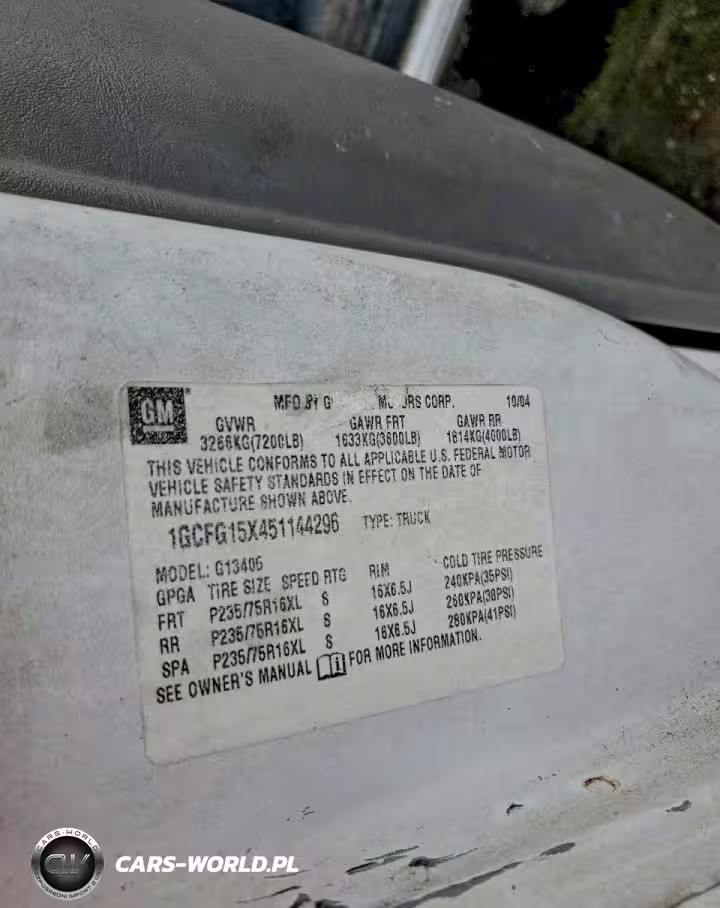 GM
MFD BY G JRS CORP. 10/04
GVWR GAWR FRT GAWR RR
3266KG(7200LB) 1633KG(3600LB) 1814KG(4000LB)
THIS VEHICLE CONFORMS TO ALL APPLICABLE U.S. FEDERAL MOTOR
VEHICLE SAFETY STANDARDS IN EFFECT ON THE DATE OF
MANUFACTURE SHOWN ABOVE.
1GCFG15X451144296 TYPE: TRUCK
MODEL: G13406
GPGA TIRE SIZE SPEED RTG RIM COLD TIRE PRESSURE
FRT P235/75R16XL S 16X6.5J 240KPA(35PSI)
RR P235/75R16XL S 16X6.5J 260KPA(38PSI)
SPA P235/75R16XL S 16X6.5J 280KPA(41PSI)
SEE OWNER'S MANUAL FOR MORE INFORMATION.
CARS-WORLD
CW
CARS-WORLD.PL